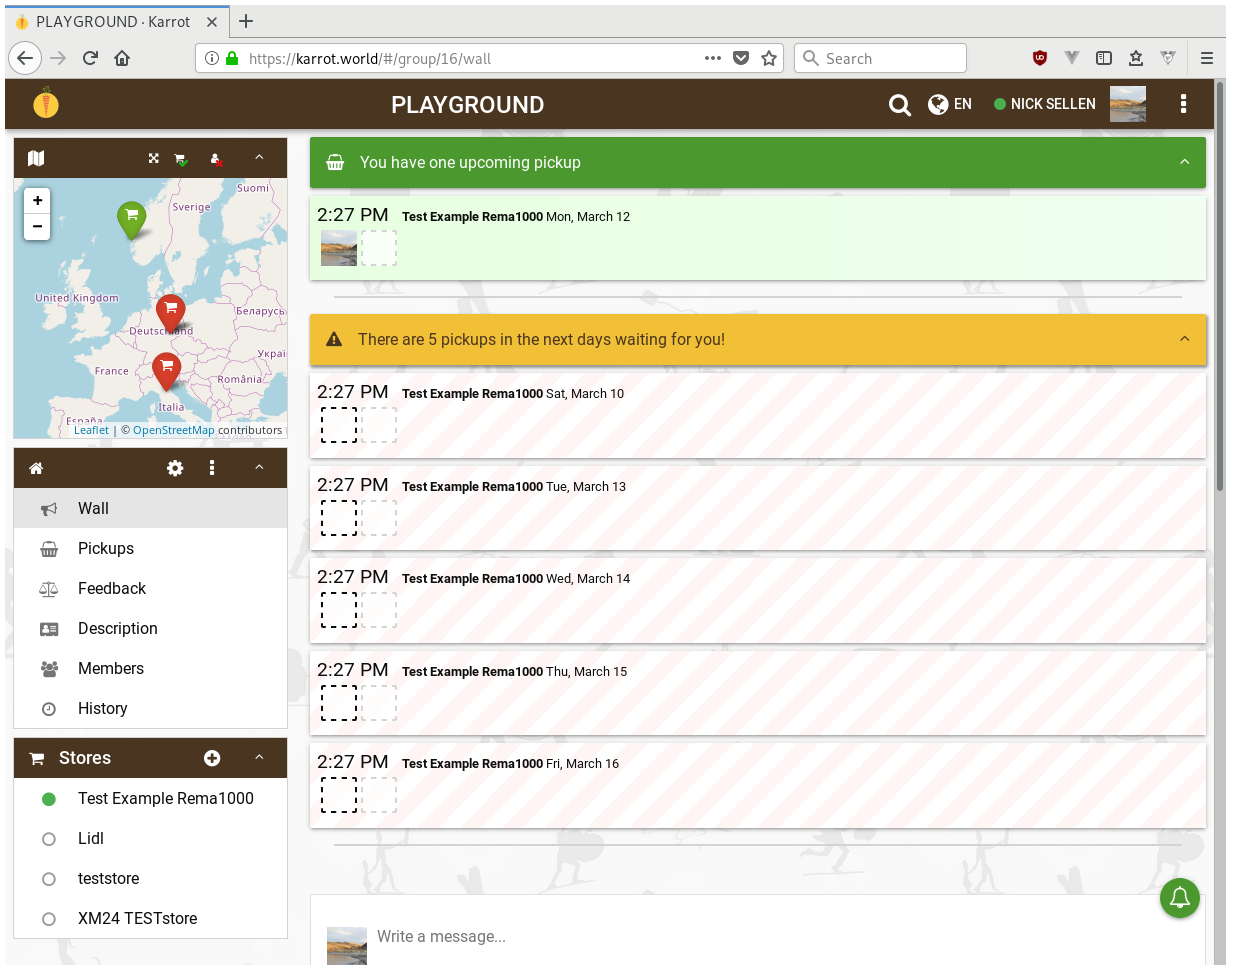 PLAYGROUND · Karrot
https://karrot.world/#/group/16/wall
Search
PLAYGROUND
EN
NICK SELLEN
Suomi
Sverige
United Kingdom
Deutschland
Беларусь
France
România
Italia
Leaflet | © OpenStreetMap contributors
Wall
Pickups
Feedback
Description
Members
History
Stores
Test Example Rema1000
Lidl
teststore
XM24 TESTstore
You have one upcoming pickup
2:27 PM Test Example Rema1000 Mon, March 12
There are 5 pickups in the next days waiting for you!
2:27 PM Test Example Rema1000 Sat, March 10
2:27 PM Test Example Rema1000 Tue, March 13
2:27 PM Test Example Rema1000 Wed, March 14
2:27 PM Test Example Rema1000 Thu, March 15
2:27 PM Test Example Rema1000 Fri, March 16
Write a message...